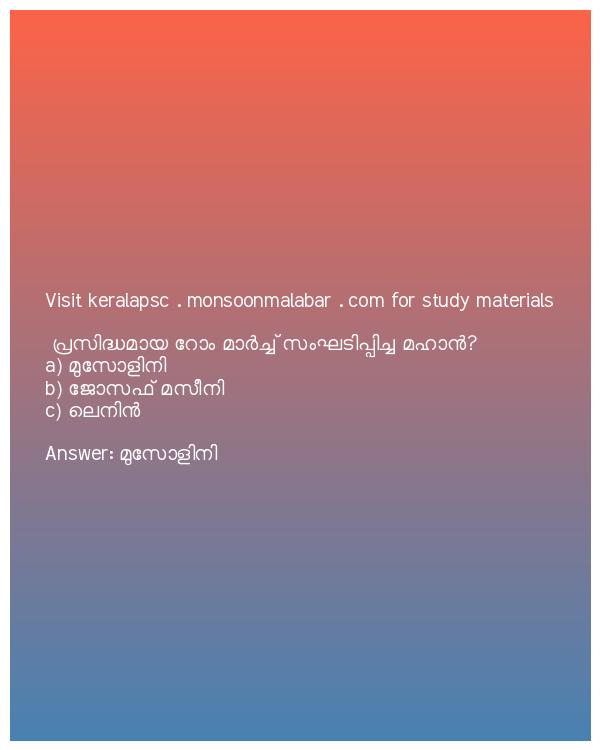 Visit keralapsc . monsoonmalabar . com for study materials
പ്രസിദ്ധമായ റോം മാർച്ച് സംഘടിപ്പിച്ച മഹാൻ?
a) മുസോളിനി
b) ജോസഫ് മസീനി
c) ലെനിൻ
Answer: മുസോളിനി